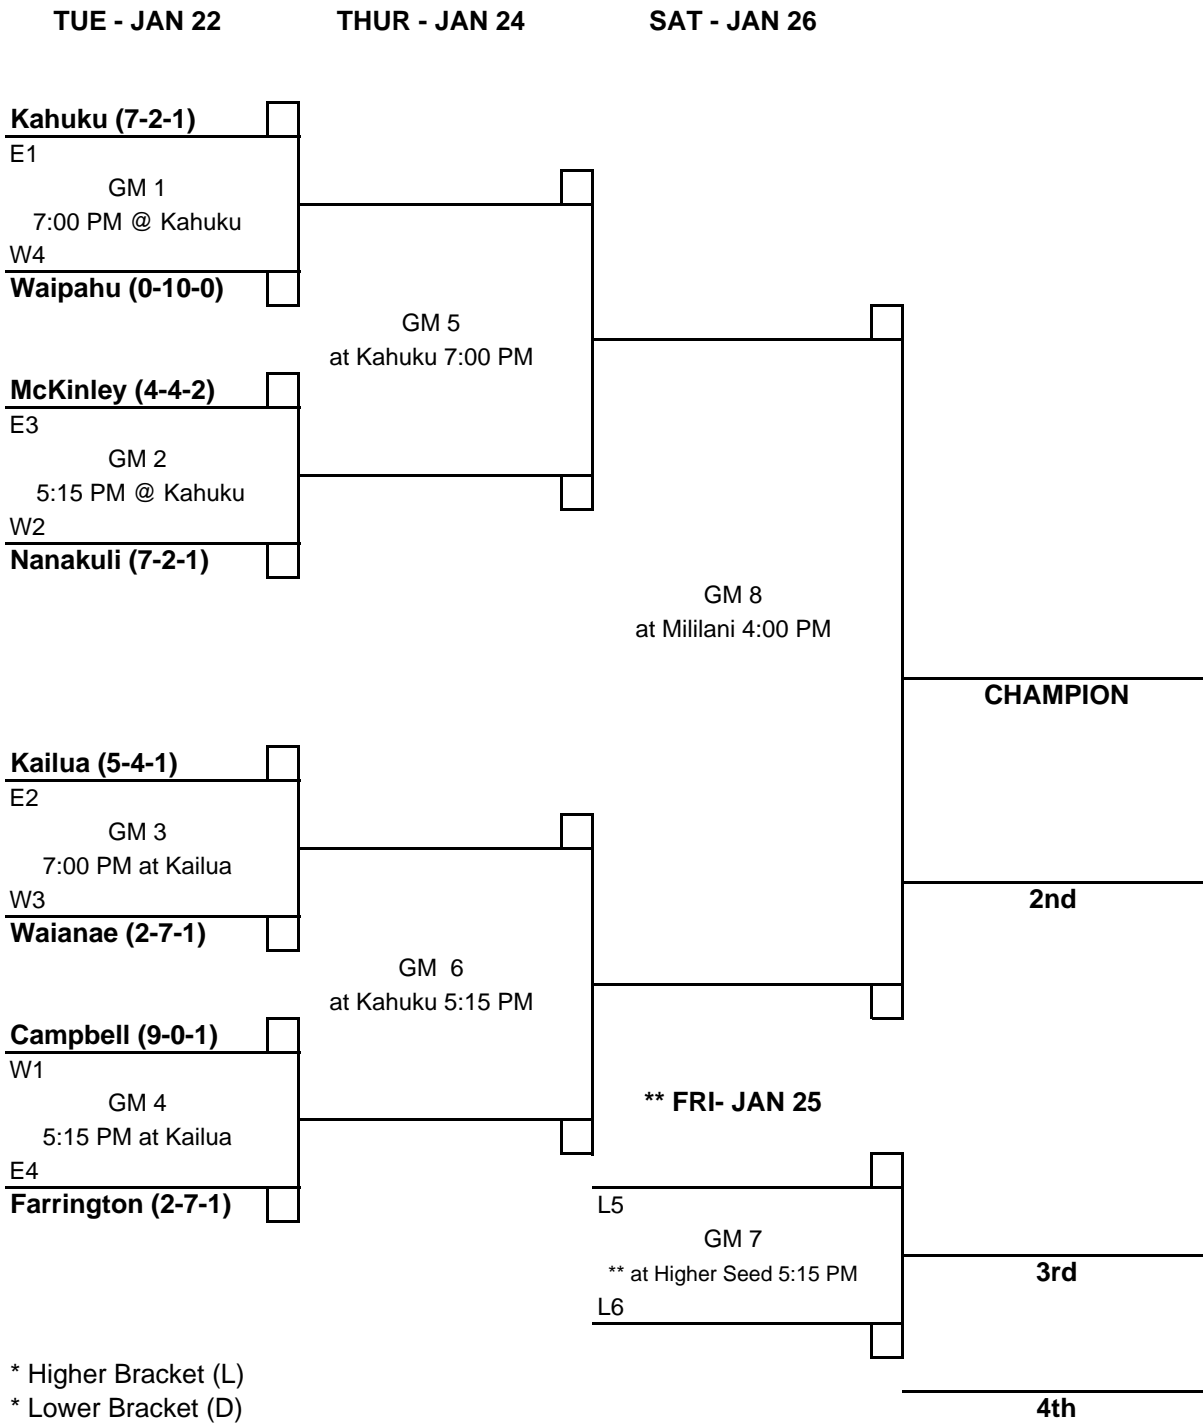 TUE - JAN 22 THUR - JAN 24 SAT - JAN 26
Kahuku (7-2-1)
E1
GM 1
7:00 PM @ Kahuku
W4
Waipahu (0-10-0)
GM 5
at Kahuku 7:00 PM
McKinley (4-4-2)
E3
GM 2
5:15 PM @ Kahuku
W2
Nanakuli (7-2-1)
GM 8
at Mililani 4:00 PM
CHAMPION
Kailua (5-4-1)
E2
GM 3
7:00 PM at Kailua
W3
Waianae (2-7-1)
2nd
GM 6
at Kahuku 5:15 PM
Campbell (9-0-1)
W1
GM 4
5:15 PM at Kailua
E4
Farrington (2-7-1)
** FRI- JAN 25
L5
GM 7
** at Higher Seed 5:15 PM
L6
3rd
* Higher Bracket (L)
* Lower Bracket (D)
4th